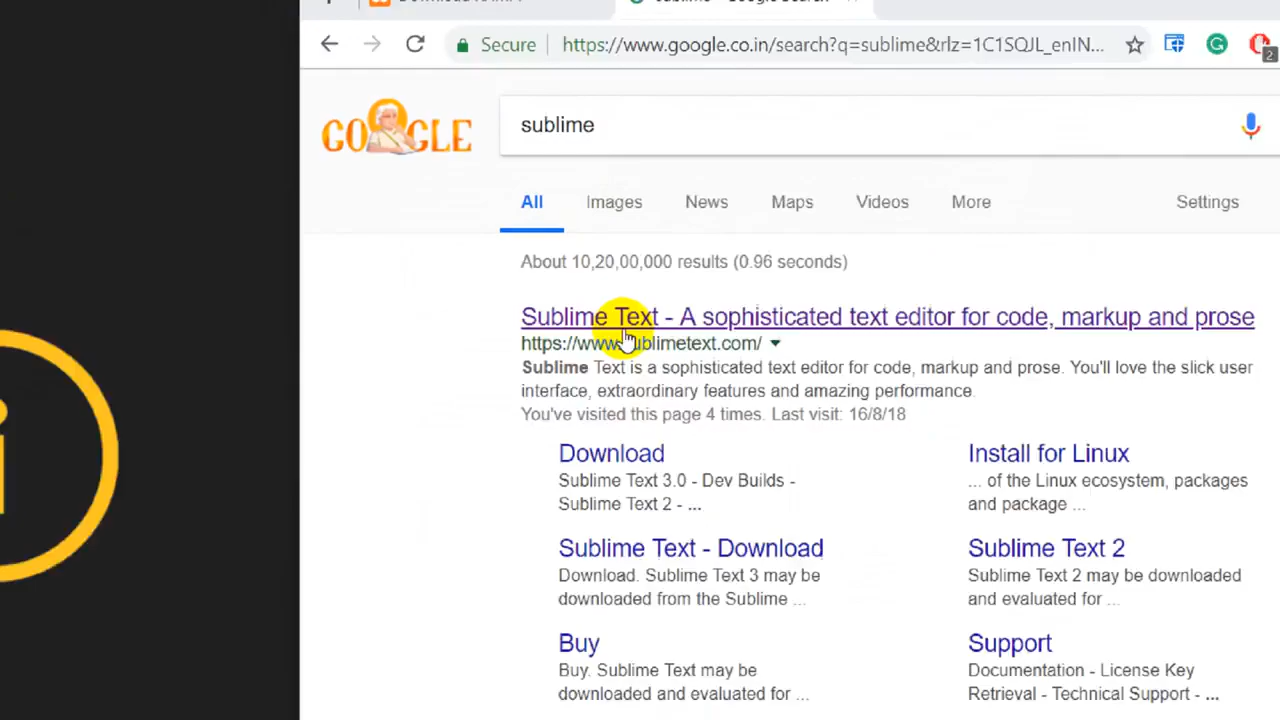 Secure
https://www.google.co.in/search?q=sublime&rlz=1C1SQJL_enIN...
2
GOOGLE
sublime
All Images News Maps Videos More Settings
About 10,20,00,000 results (0.96 seconds)
Sublime Text - A sophisticated text editor for code, markup and prose
https://www.sublimetext.com/
Sublime Text is a sophisticated text editor for code, markup and prose. You'll love the slick user
interface, extraordinary features and amazing performance.
You've visited this page 4 times. Last visit: 16/8/18
Download
Sublime Text 3.0 - Dev Builds -
Sublime Text 2 - ...
Install for Linux
... of the Linux ecosystem, packages
and package ...
Sublime Text - Download
Download. Sublime Text 3 may be
downloaded from the Sublime ...
Sublime Text 2
Sublime Text 2 may be downloaded
and evaluated for ...
Buy
Buy. Sublime Text may be
downloaded and evaluated for ...
Support
Documentation - License Key
Retrieval - Technical Support - ...